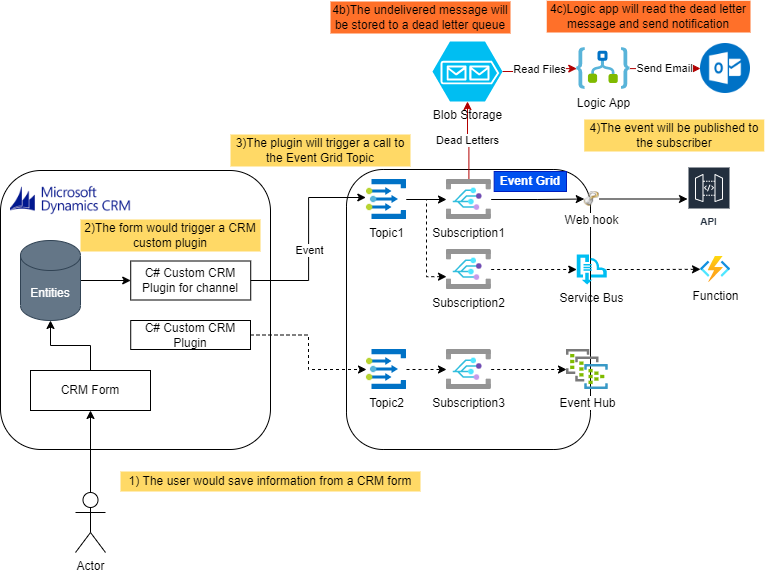 4b)The undelivered message will
be stored to a dead letter queue
4c)Logic app will read the dead letter
message and send notification
Read Files
Send Email
Logic App
Blob Storage
Dead Letters
4)The event will be published to
the subscriber
3)The plugin will trigger a call to
the Event Grid Topic
Microsoft
Dynamics CRM
2)The form would trigger a CRM
custom plugin
Event Grid
Topic1
Subscription1
Web hook
API
Event
Entities
C# Custom CRM
Plugin for channel
Subscription2
Service Bus
Function
C# Custom CRM
Plugin
CRM Form
Topic2
Subscription3
Event Hub
1) The user would save information from a CRM form
Actor